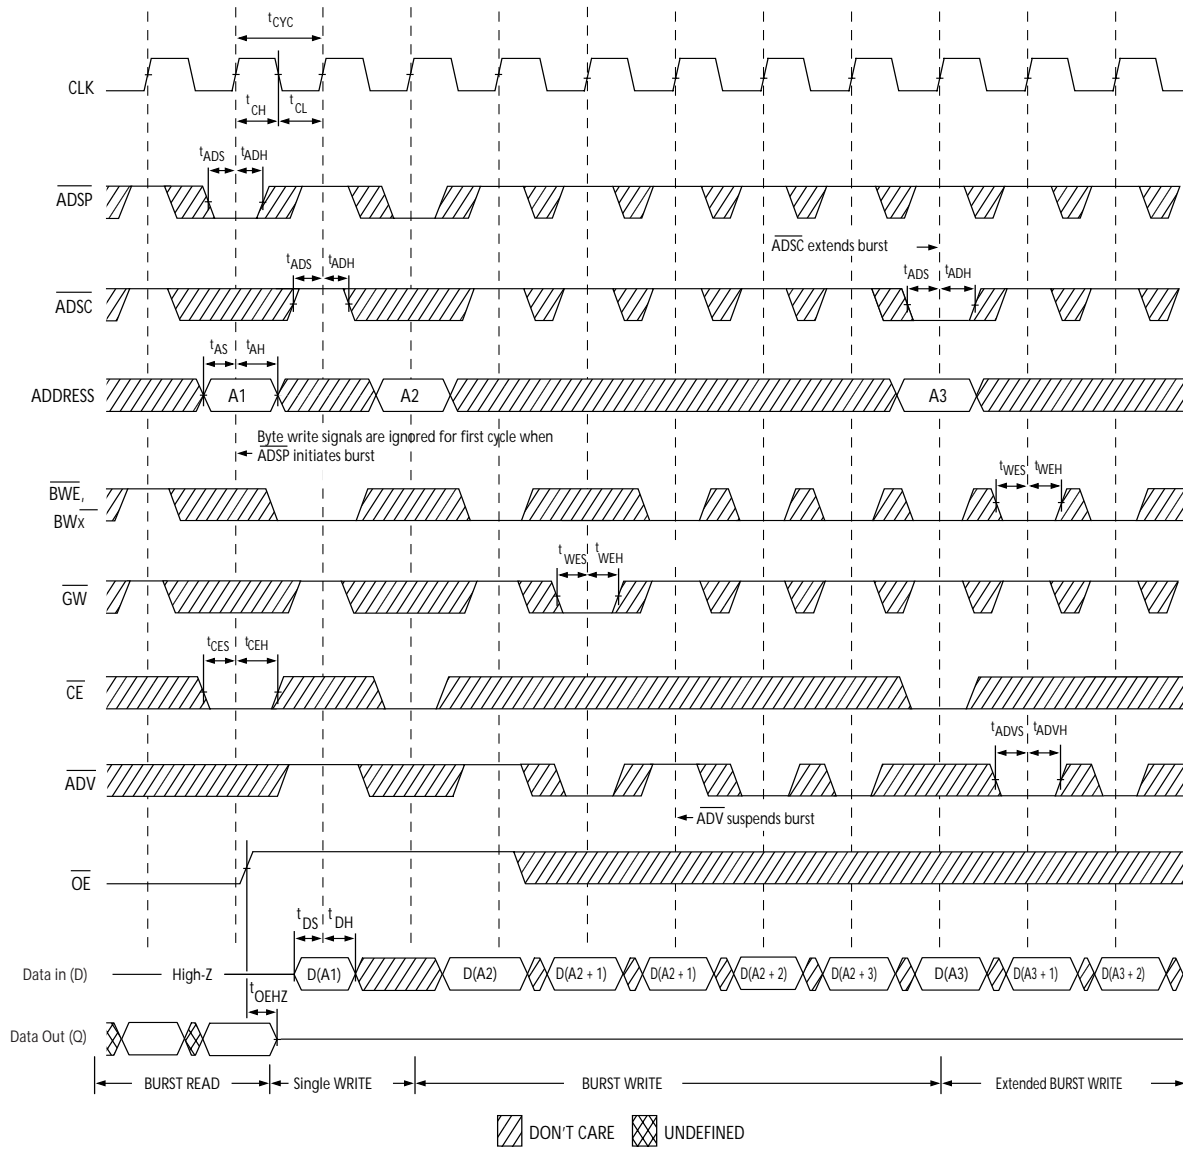 tCYC
CLK
tCH
tCL
tADS
tADH
ADSP
ADSC extends burst
tADS
tADH
tADS
tADH
ADSC
tAS
tAH
ADDRESS
A1
A2
A3
Byte write signals are ignored for first cycle when
ADSP initiates burst
tWES
tWEH
BWE,
BWX
tWES
tWEH
GW
tCES
tCEH
CE
tADVS
tADVH
ADV
ADV suspends burst
OE
tDS
tDH
Data in (D)
High-Z
D(A1)
D(A2)
D(A2 + 1)
D(A2 + 1)
D(A2 + 2)
D(A2 + 3)
D(A3)
D(A3 + 1)
D(A3 + 2)
tOEHZ
Data Out (Q)
BURST READ
Single WRITE
BURST WRITE
Extended BURST WRITE
DON'T CARE
UNDEFINED